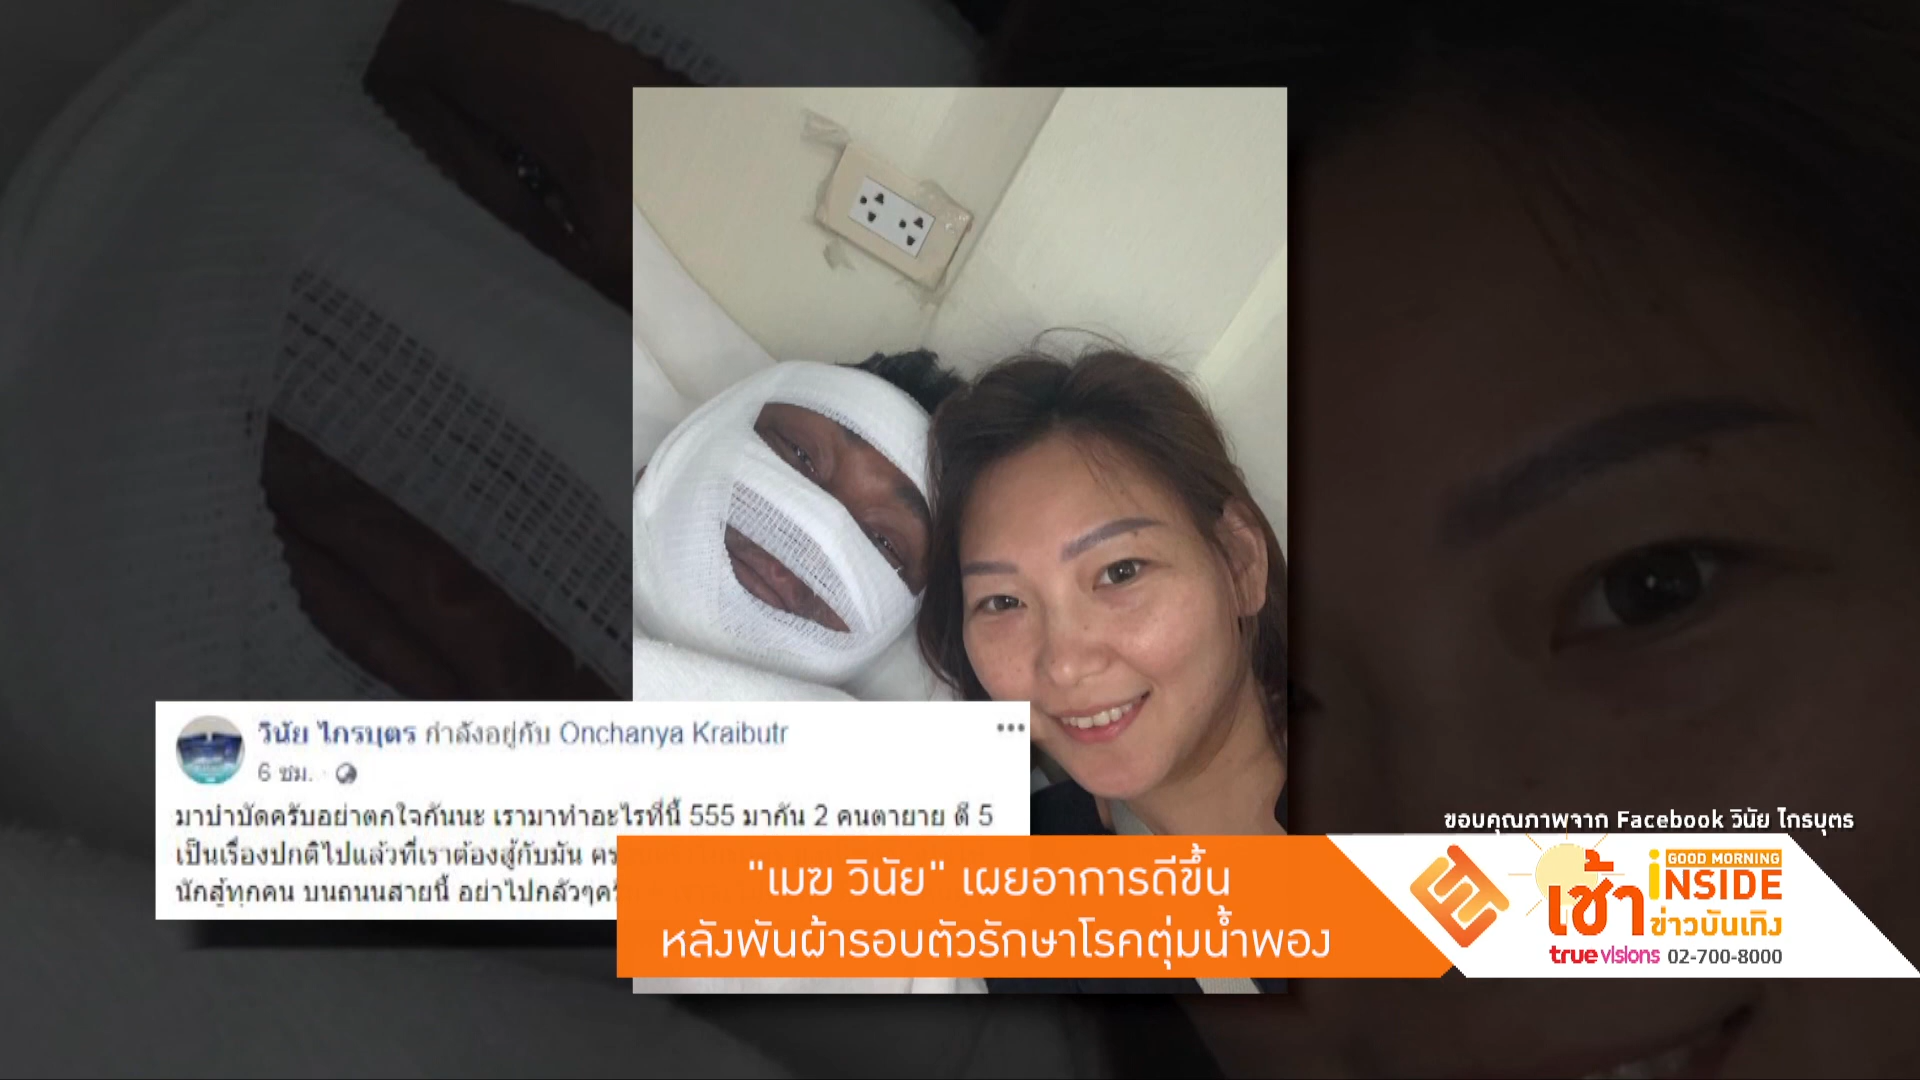 วินัย ไกรบุตร กำลังอยู่กับ Onchanya Kraibutr
6 ชม.
มาบำบัดครับอย่าตกใจกันนะ เรามาทำอะไรที่นี้ 555 มากัน 2 คนตายาย ดี 5
เป็นเรื่องปกติไปแล้วที่เราต้องสู้กับมัน
นักสู้ทุกคน บนถนนสายนี้ อย่าไปกลัวๆ
ขอบคุณภาพจาก Facebook วินัย ไกรบุตร
"เมฆ วินัย" เผยอาการดีขึ้น
หลังพันผ้ารอบตัวรักษาโรคตุ่มน้ำพอง
เช้า
GOOD MORNING
iNSIDE
ข่าวบันเทิง
true visions 02-700-8000